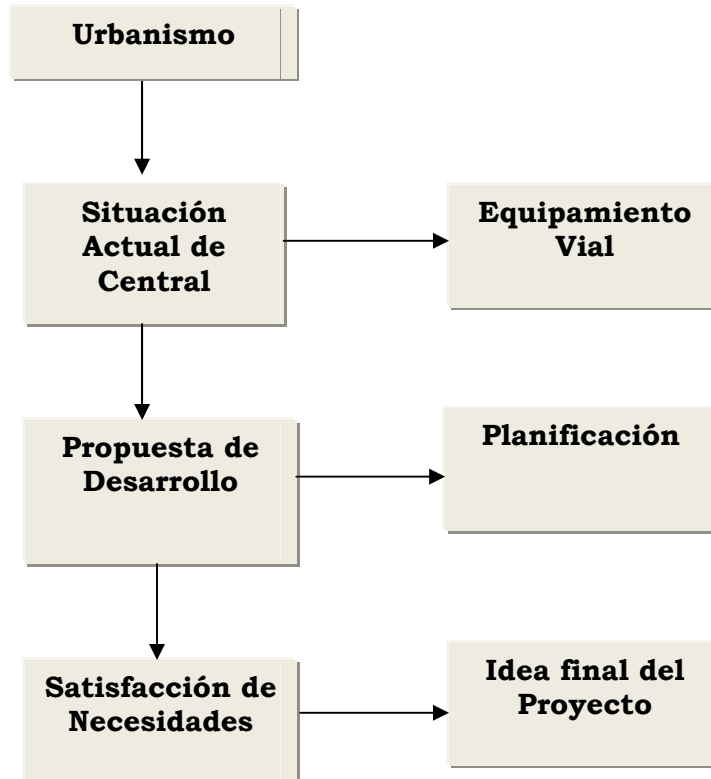 Urbanismo
Situación
Actual de
Central
Equipamiento
Vial
Propuesta de
Desarrollo
Planificación
Satisfacción de
Necesidades
Idea final del
Proyecto